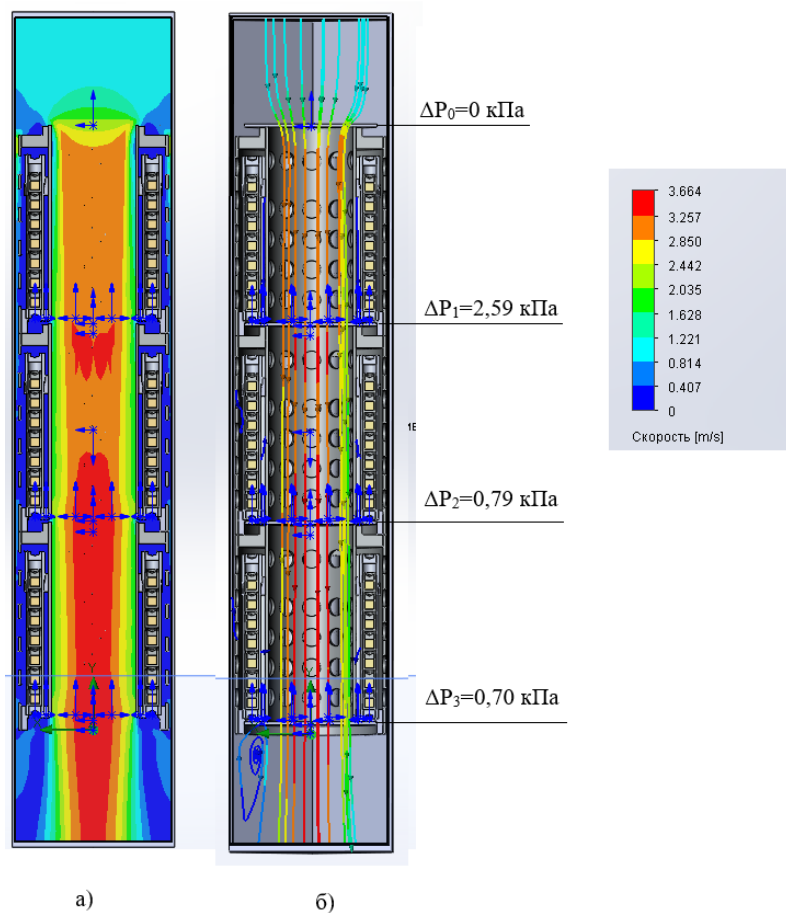 ΔP₀=0 кПа
ΔP₁=2,59 кПа
ΔP₂=0,79 кПа
ΔP₃=0,70 кПа
3.664
3.257
2.850
2.442
2.035
1.628
1.221
0.814
0.407
0
Скорость [m/s]
Y
а)
б)